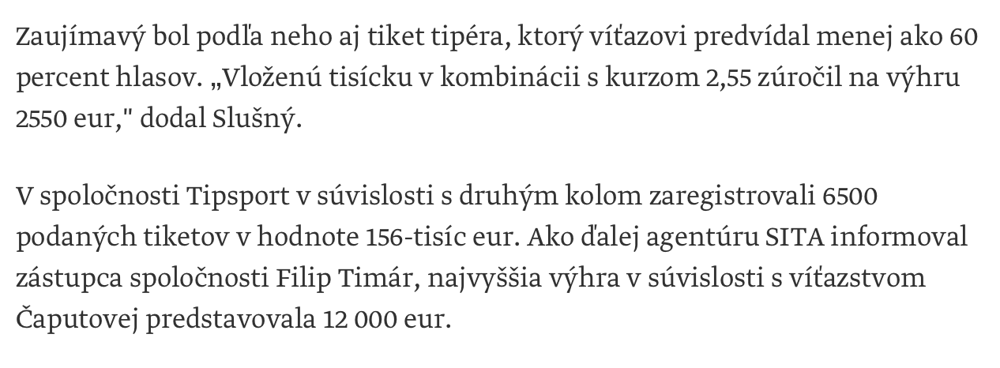 Zaujímavý bol podľa neho aj tiket tipéra, ktorý víťazovi predvídal menej ako 60
percent hlasov. „Vloženú tisícku v kombinácii s kurzom 2,55 zúročil na výhru
2550 eur," dodal Slušný.
V spoločnosti Tipsport v súvislosti s druhým kolom zaregistrovali 6500
podaných tiketov v hodnote 156-tisíc eur. Ako ďalej agentúru SITA informoval
zástupca spoločnosti Filip Timár, najvyššia výhra v súvislosti s víťazstvom
Čaputovej predstavovala 12 000 eur.